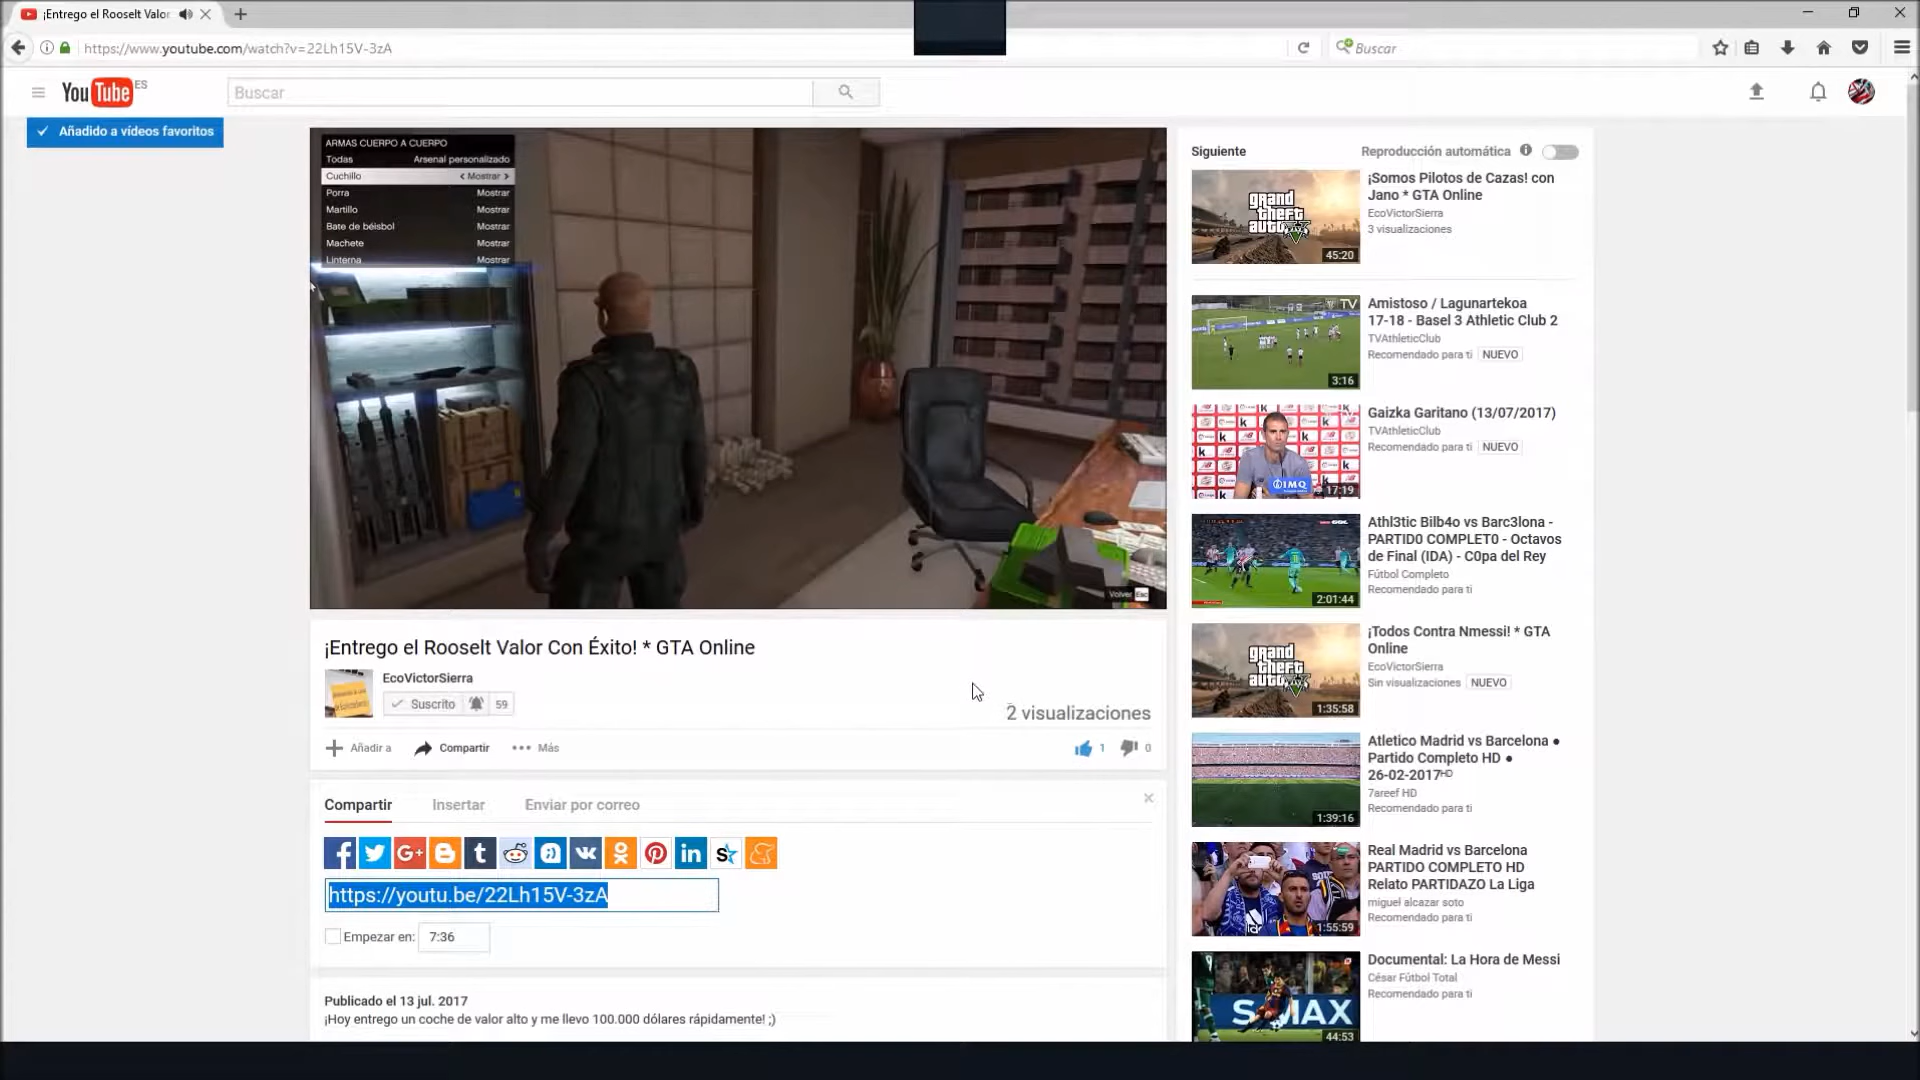 ¡Entrego el Rooselt Valor
https://www.youtube.com/watch?v=22Lh15V-3zA
Buscar
YouTube ES
Buscar
Añadido a vídeos favoritos
ARMAS CUERPO A CUERPO
Todas Arsenal personalizado
Cuchillo < Mostrar >
Porra Mostrar
Martillo Mostrar
Bate de béisbol Mostrar
Machete Mostrar
Linterna Mostrar
Volver Esc
¡Entrego el Rooselt Valor Con Éxito! * GTA Online
EcoVictorSierra
Suscrito 59
2 visualizaciones
Añadir a Compartir Más 1 0
Compartir Insertar Enviar por correo
https://youtu.be/22Lh15V-3zA
Empezar en: 7:36
Publicado el 13 jul. 2017
¡Hoy entrego un coche de valor alto y me llevo 100.000 dólares rápidamente! ;)
Siguiente Reproducción automática
grand
theft
auto V
45:20
¡Somos Pilotos de Cazas! con
Jano * GTA Online
EcoVictorSierra
3 visualizaciones
TV
3:16
Amistoso / Lagunartekoa
17-18 - Basel 3 Athletic Club 2
TVAthleticClub
Recomendado para ti NUEVO
IMQ
17:19
Gaizka Garitano (13/07/2017)
TVAthleticClub
Recomendado para ti NUEVO
2:01:44
Athl3tic Bilb4o vs Barc3lona -
PARTID0 COMPLET0 - Octavos
de Final (IDA) - C0pa del Rey
Fútbol Completo
Recomendado para ti
grand
theft
auto V
1:35:58
¡Todos Contra Nmessi! * GTA
Online
EcoVictorSierra
Sin visualizaciones NUEVO
1:39:16
Atletico Madrid vs Barcelona ●
Partido Completo HD ●
26-02-2017ᴴᴰ
7areef HD
Recomendado para ti
1:55:59
Real Madrid vs Barcelona
PARTIDO COMPLETO HD
Relato PARTIDAZO La Liga
miguel alcazar soto
Recomendado para ti
44:53
Documental: La Hora de Messi
César Fútbol Total
Recomendado para ti